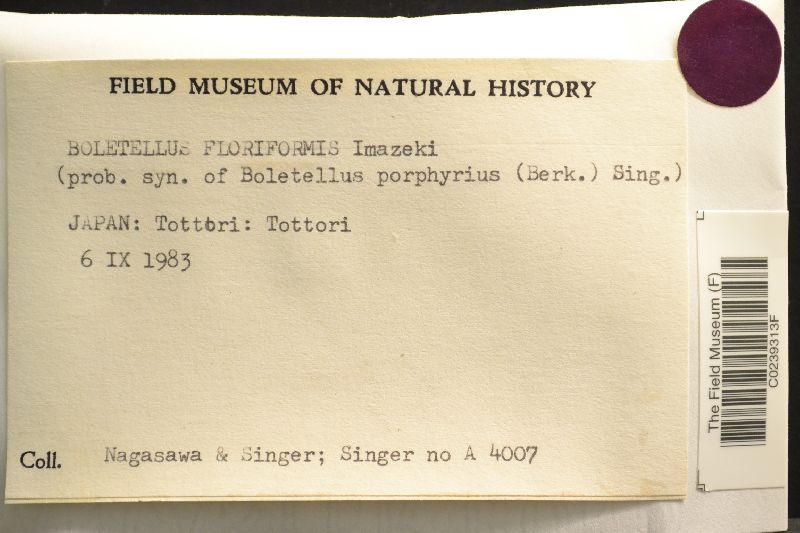 FIELD MUSEUM OF NATURAL HISTORY
BOLETELLUS FLORIFORMIS Imazeki
(prob. syn. of Boletellus porphyrius (Berk.) Sing.)
JAPAN: Tottori: Tottori
6 IX 1983
Coll. Nagasawa & Singer; Singer no A 4007
The Field Museum (F)
C0239313F